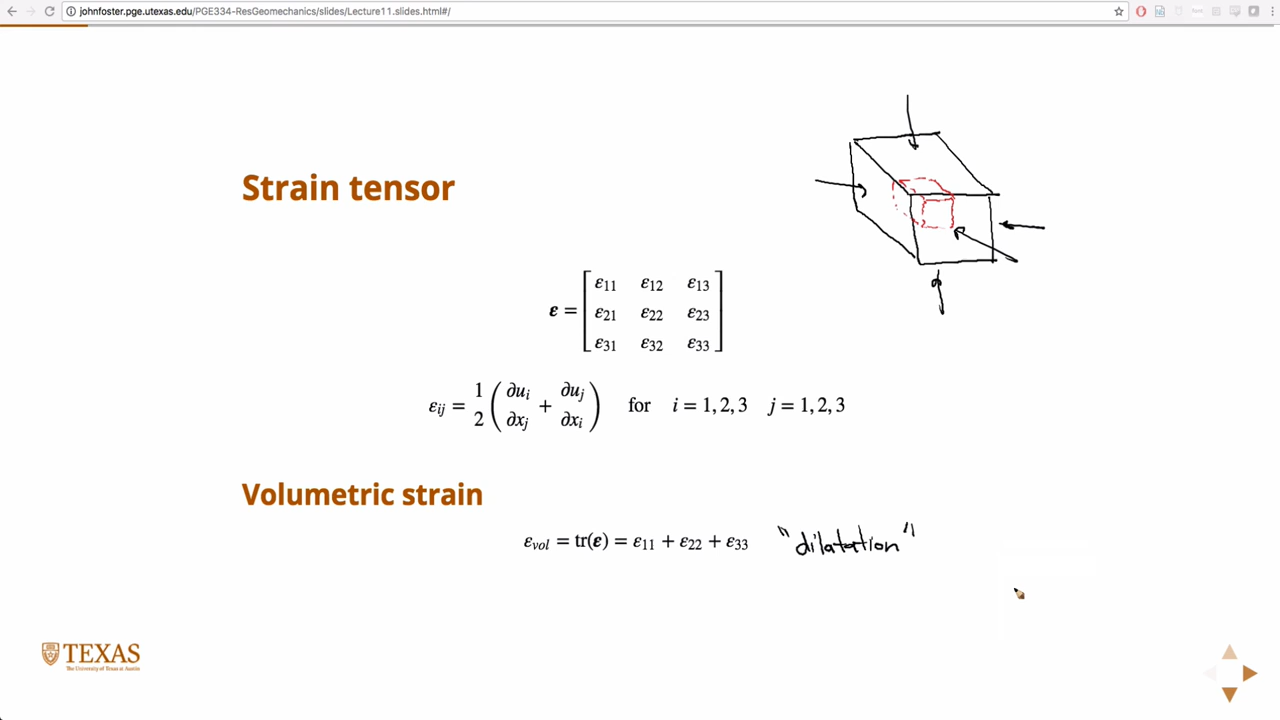 johnfoster.pge.utexas.edu/PGE334-ResGeomechanics/slides/Lecture11.slides.html#/
Strain tensor
ε = [ ε11 ε12 ε13
ε21 ε22 ε23
ε31 ε32 ε33 ]
εij = 1/2 ( ∂ui/∂xj + ∂uj/∂xi ) for i = 1, 2, 3 j = 1, 2, 3
Volumetric strain
εvol = tr(ε) = ε11 + ε22 + ε33 "dilatation"
TEXAS
The University of Texas at Austin